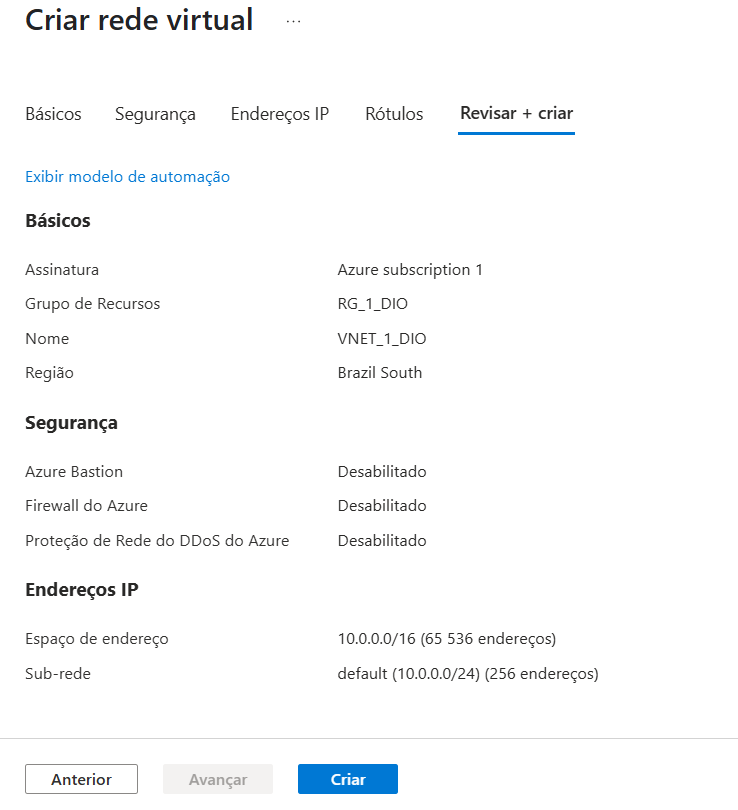 Criar rede virtual ...
Básicos Segurança Endereços IP Rótulos Revisar + criar
Exibir modelo de automação
Básicos
Assinatura Azure subscription 1
Grupo de Recursos RG_1_DIO
Nome VNET_1_DIO
Região Brazil South
Segurança
Azure Bastion Desabilitado
Firewall do Azure Desabilitado
Proteção de Rede do DDoS do Azure Desabilitado
Endereços IP
Espaço de endereço 10.0.0.0/16 (65 536 endereços)
Sub-rede default (10.0.0.0/24) (256 endereços)
Anterior Avançar Criar